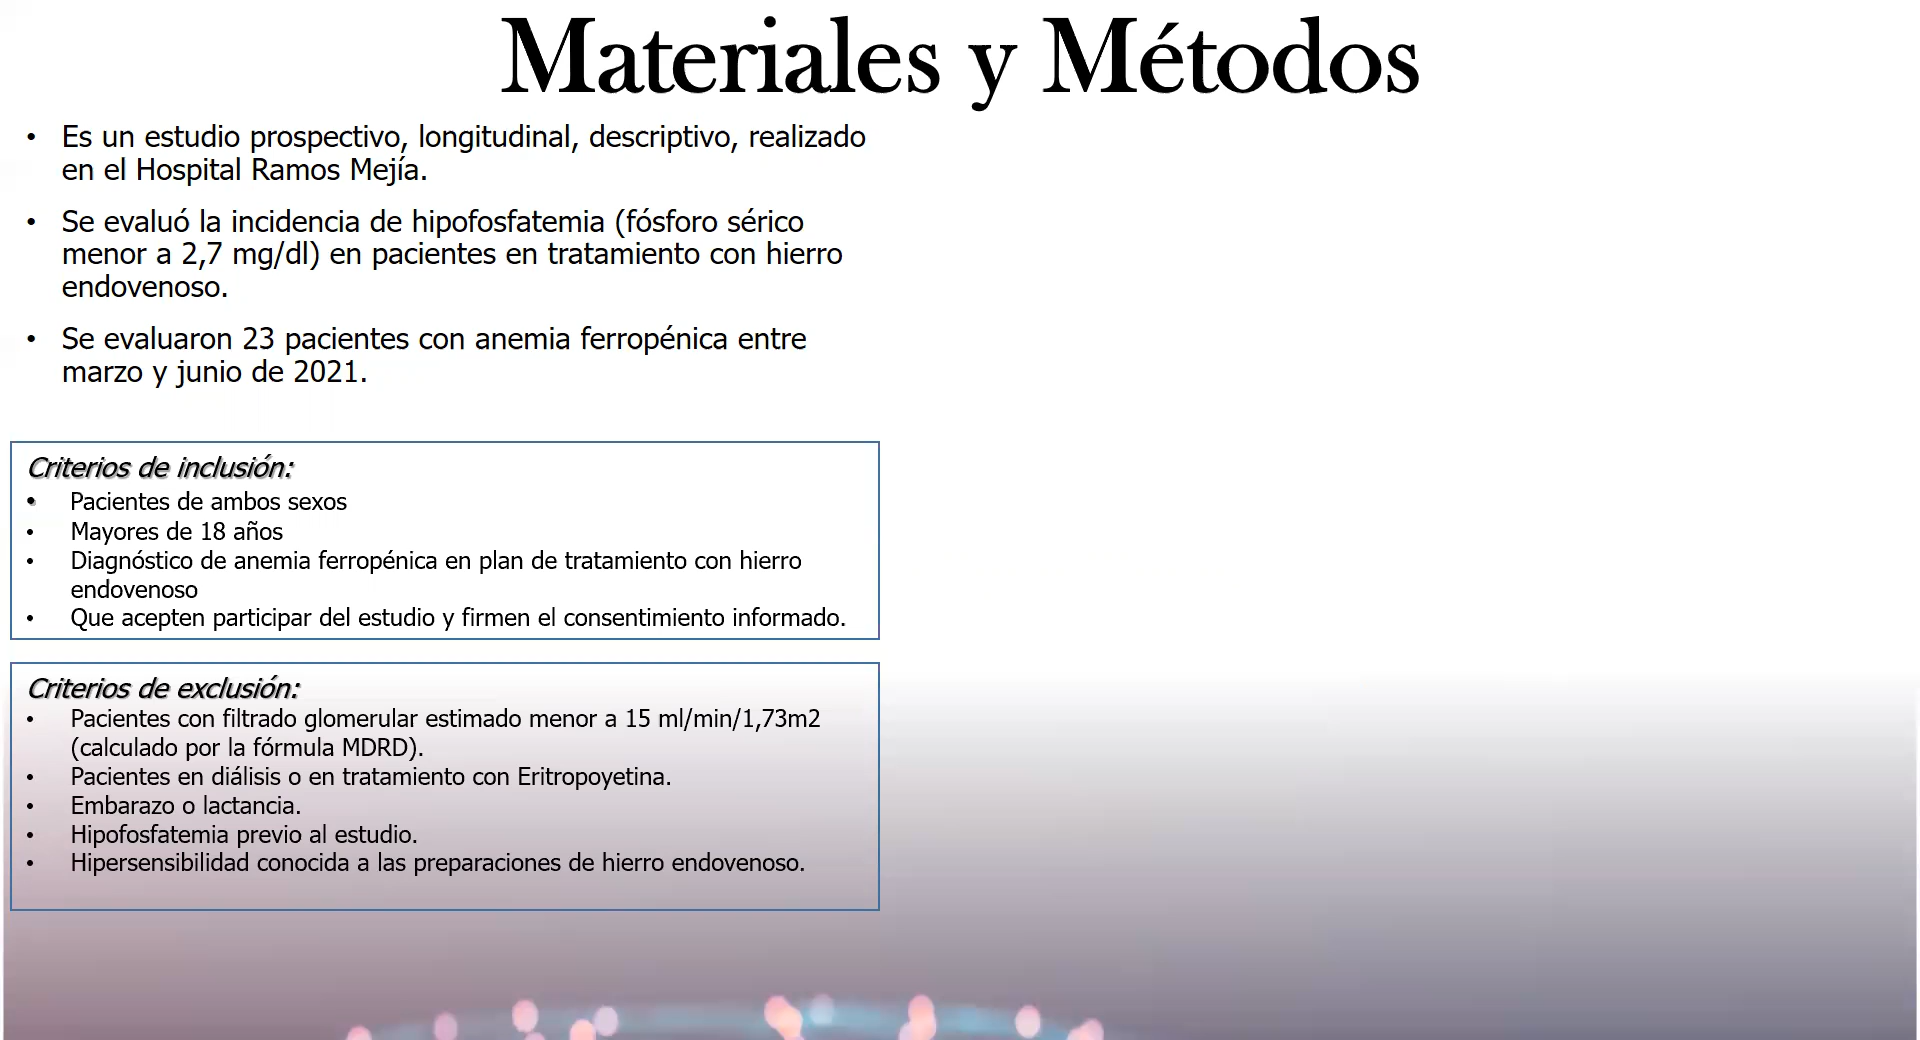 Materiales y Métodos
• Es un estudio prospectivo, longitudinal, descriptivo, realizado
en el Hospital Ramos Mejía.
• Se evaluó la incidencia de hipofosfatemia (fósforo sérico
menor a 2,7 mg/dl) en pacientes en tratamiento con hierro
endovenoso.
• Se evaluaron 23 pacientes con anemia ferropénica entre
marzo y junio de 2021.
Criterios de inclusión:
• Pacientes de ambos sexos
• Mayores de 18 años
• Diagnóstico de anemia ferropénica en plan de tratamiento con hierro
endovenoso
• Que acepten participar del estudio y firmen el consentimiento informado.
Criterios de exclusión:
• Pacientes con filtrado glomerular estimado menor a 15 ml/min/1,73m2
(calculado por la fórmula MDRD).
• Pacientes en diálisis o en tratamiento con Eritropoyetina.
• Embarazo o lactancia.
• Hipofosfatemia previo al estudio.
• Hipersensibilidad conocida a las preparaciones de hierro endovenoso.